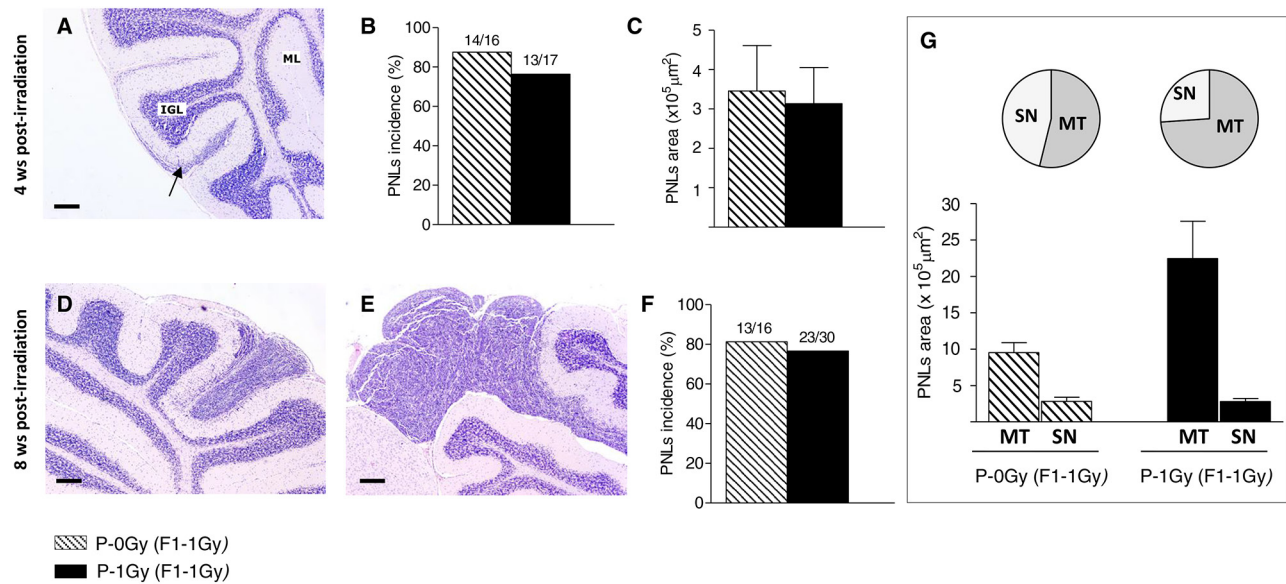 4 ws post-irradiation
A
IGL
ML
B
PNLs incidence (%)
100
80
60
40
20
0
14/16
13/17
C
PNLs area (x10⁵µm²)
5
4
3
2
1
D
8 ws post-irradiation
E
F
PNLs incidence (%)
100
80
60
40
20
0
13/16
23/30
G
SN
MT
SN
MT
PNLs area (x 10⁵µm²)
30
25
20
15
10
5
MT SN
MT SN
P-0Gy (F1-1Gy)
P-1Gy (F1-1Gy)
P-0Gy (F1-1Gy)
P-1Gy (F1-1Gy)